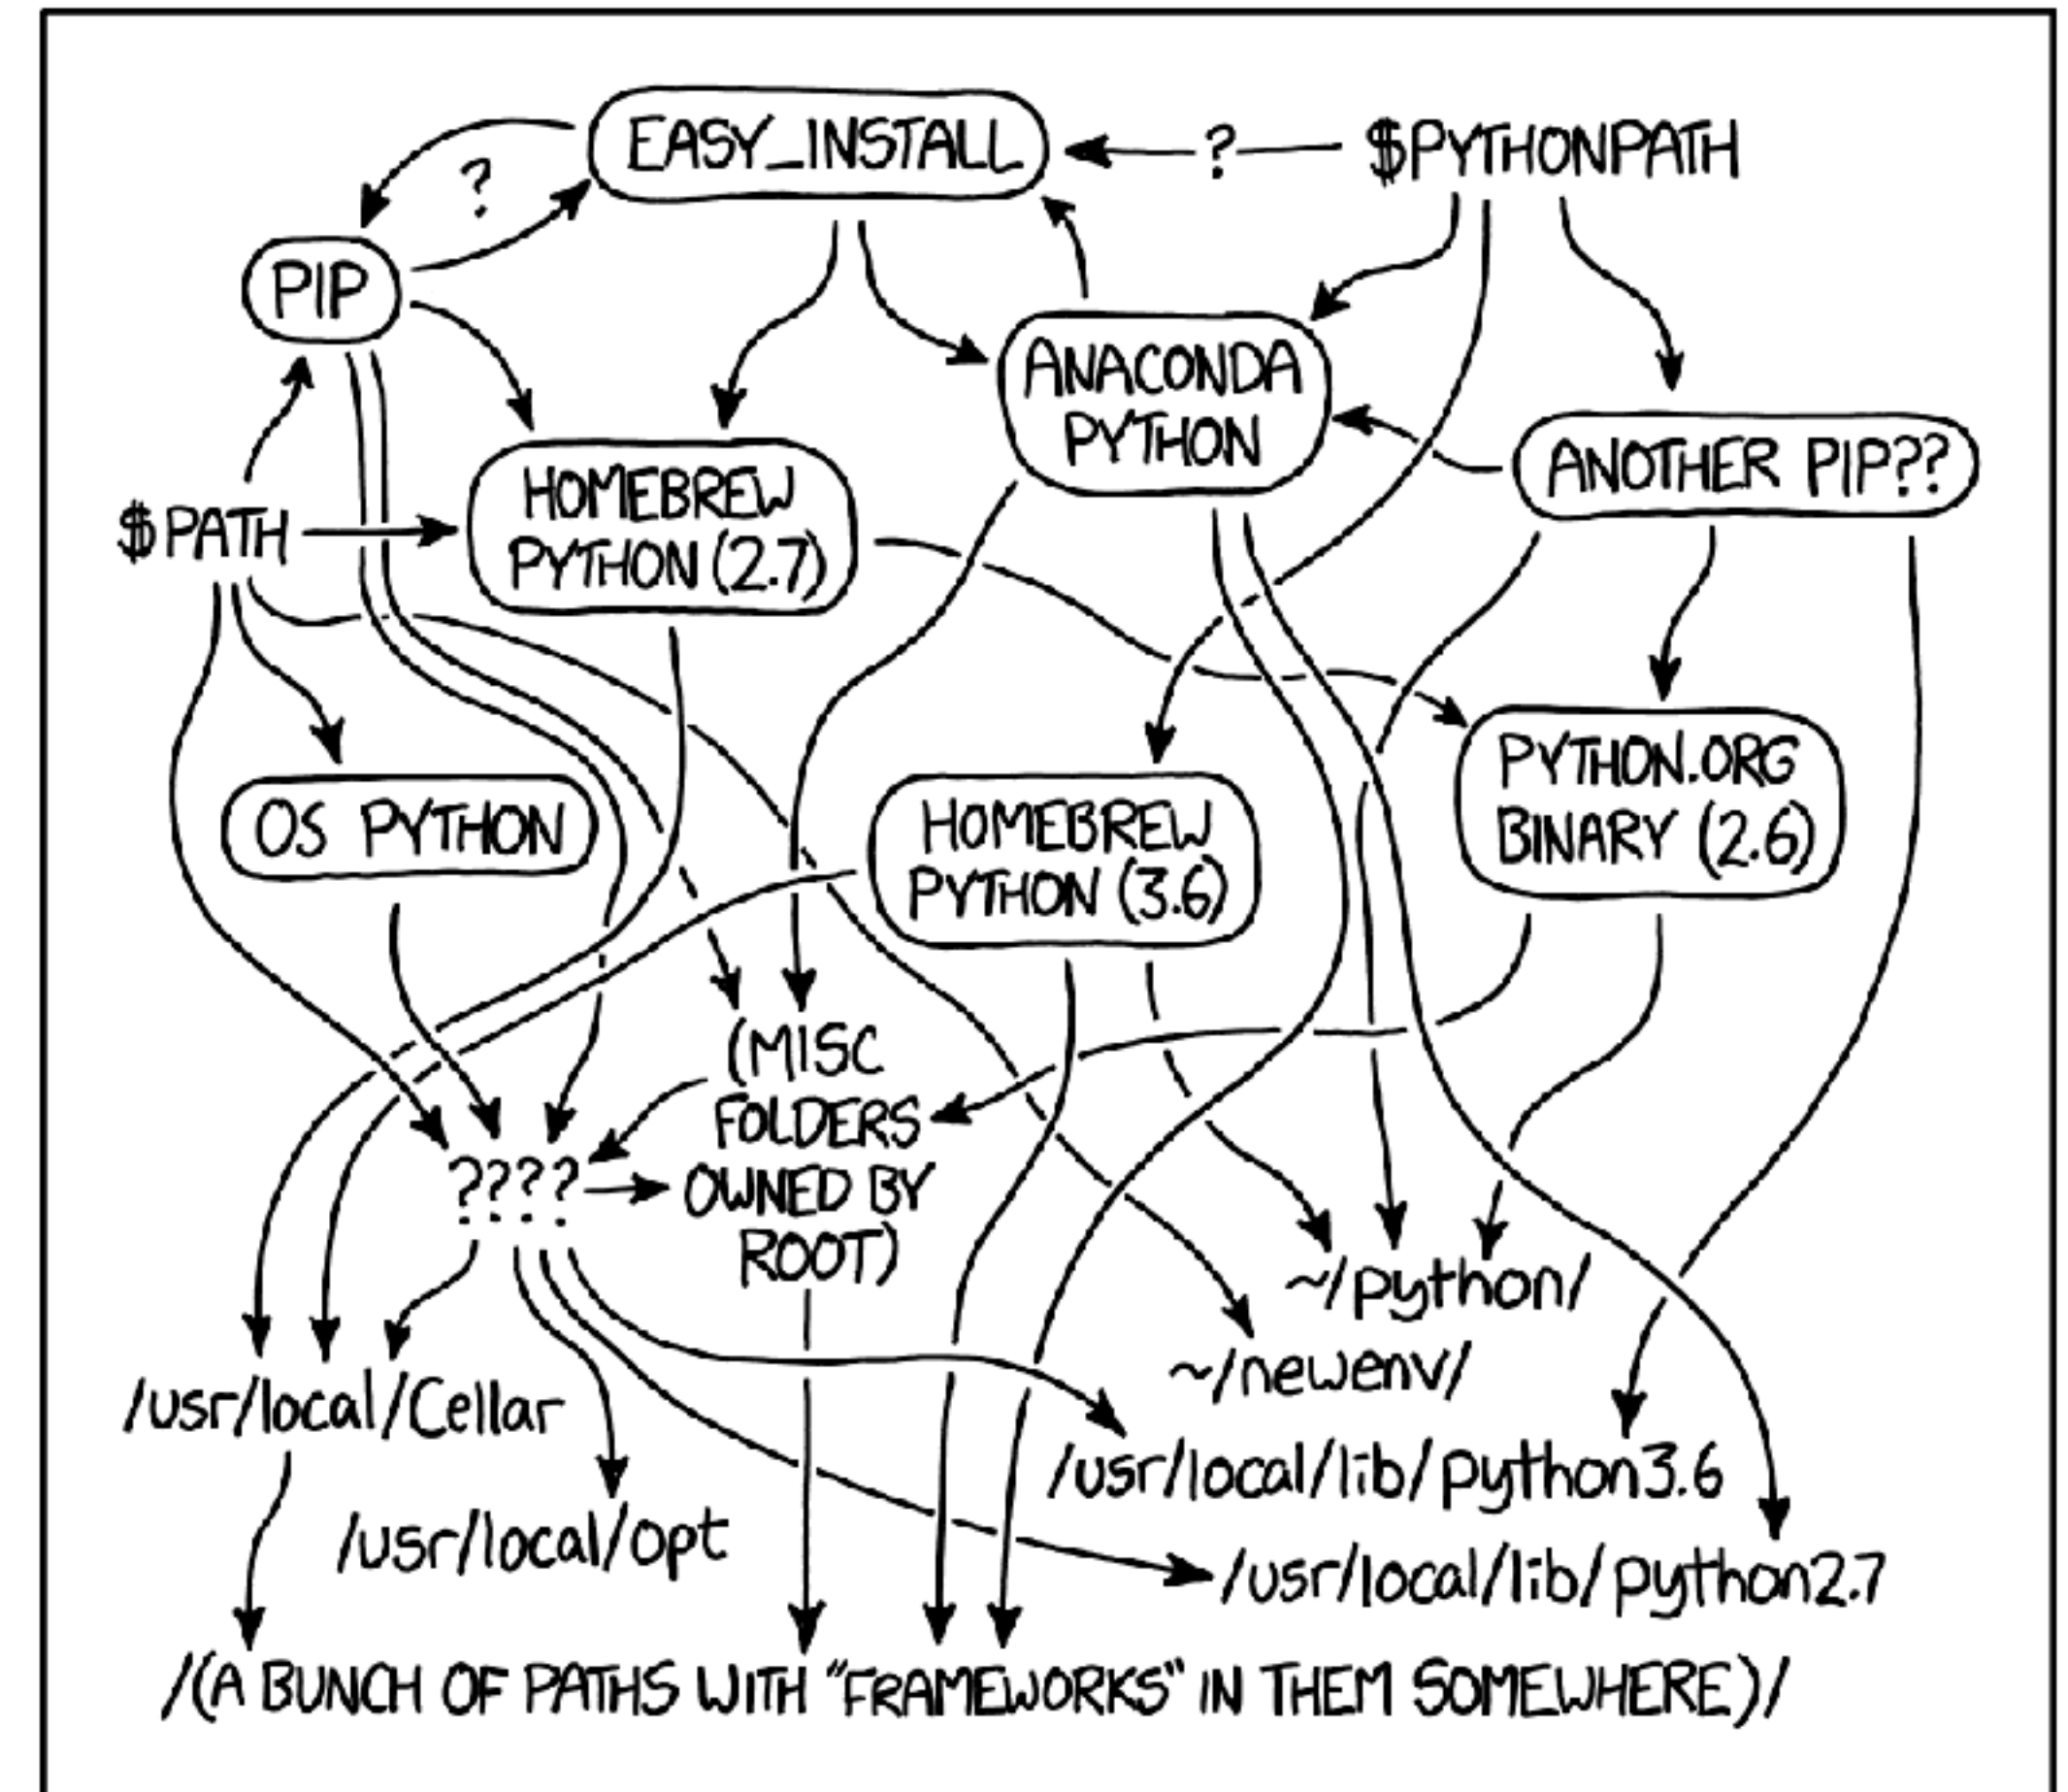 EASY_INSTALL
?
$PYTHONPATH
?
PIP
ANACONDA
PYTHON
ANOTHER PIP??
HOMEBREW
PYTHON (2.7)
$PATH
OS PYTHON
HOMEBREW
PYTHON (3.6)
PYTHON.ORG
BINARY (2.6)
(MISC
FOLDERS
OWNED BY
ROOT)
????
~/python/
~/newenv/
/usr/local/Cellar
/usr/local/lib/python3.6
/usr/local/opt
/usr/local/lib/python2.7
/(A BUNCH OF PATHS WITH "FRAMEWORKS" IN THEM SOMEWHERE)/